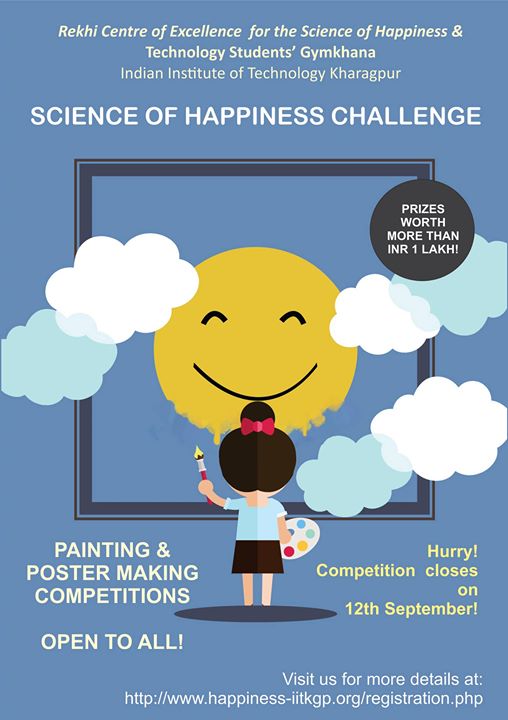 Rekhi Centre of Excellence for the Science of Happiness &
Technology Students' Gymkhana
Indian Institute of Technology Kharagpur
SCIENCE OF HAPPINESS CHALLENGE
PRIZES
WORTH
MORE THAN
INR 1 LAKH!
PAINTING &
POSTER MAKING
COMPETITIONS
OPEN TO ALL!
Hurry!
Competition closes
on
12th September!
Visit us for more details at:
http://www.happiness-iitkgp.org/registration.php